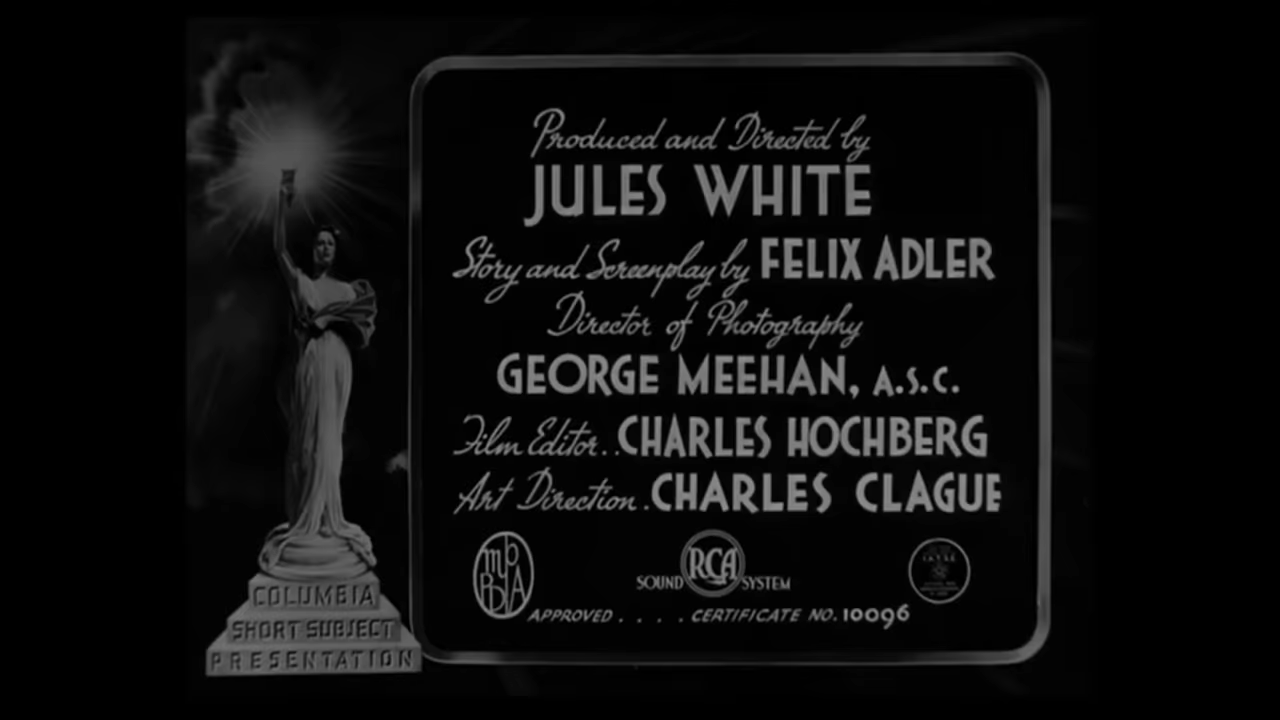 Produced and Directed by
JULES WHITE
Story and Screenplay by FELIX ADLER
Director of Photography
GEORGE MEEHAN, A.S.C.
Film Editor..CHARLES HOCHBERG
Art Direction.CHARLES CLAGUE
MPPDA
SOUND RCA SYSTEM
I.A.T.S.E.
APPROVED . . . . CERTIFICATE NO. 10096
COLUMBIA
SHORT SUBJECT
PRESENTATION